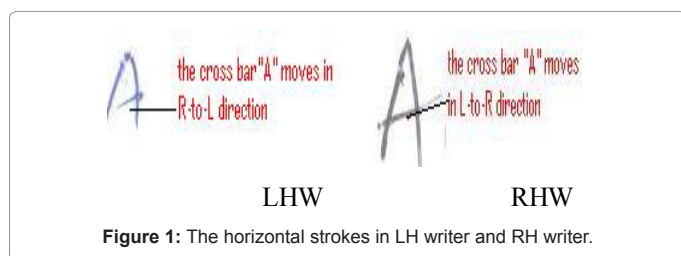 A
the cross bar "A" moves in
R-to-L direction
A
the cross bar "A" moves
in L-to-R direction
LHW
RHW
Figure 1: The horizontal strokes in LH writer and RH writer.